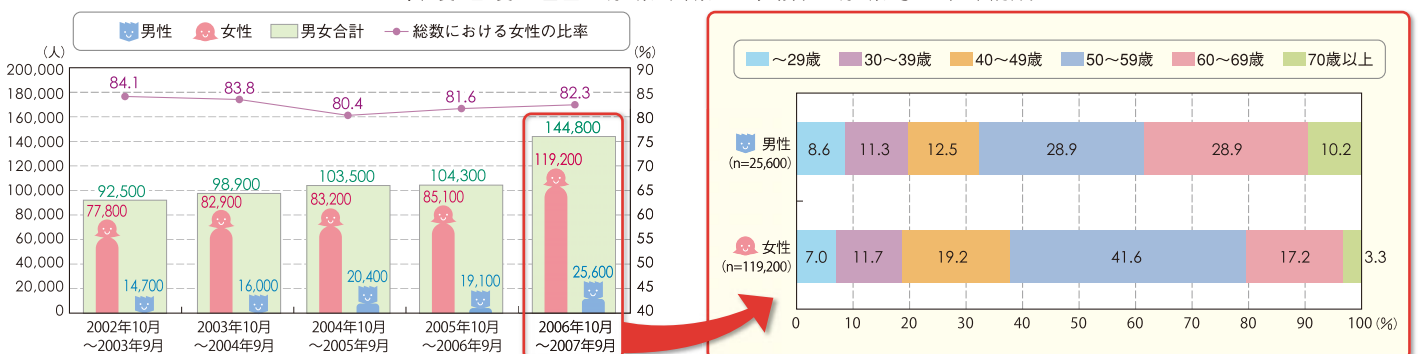 男性 女性 男女合計 総数における女性の比率
(人) (%)
200,000 90
180,000 85
160,000 80
140,000 75
120,000 70
100,000 65
80,000 60
60,000 55
40,000 50
20,000 45
0 40
84.1 83.8 80.4 81.6 82.3
92,500 98,900 103,500 104,300 144,800
77,800 82,900 83,200 85,100 119,200
14,700 16,000 20,400 19,100 25,600
2002年10月 2003年10月 2004年10月 2005年10月 2006年10月
〜2003年9月 〜2004年9月 〜2005年9月 〜2006年9月 〜2007年9月
〜29歳 30〜39歳 40〜49歳 50〜59歳 60〜69歳 70歳以上
男性
(n=25,600)
8.6 11.3 12.5 28.9 28.9 10.2
女性
(n=119,200)
7.0 11.7 19.2 41.6 17.2 3.3
0 10 20 30 40 50 60 70 80 90 100 (%)